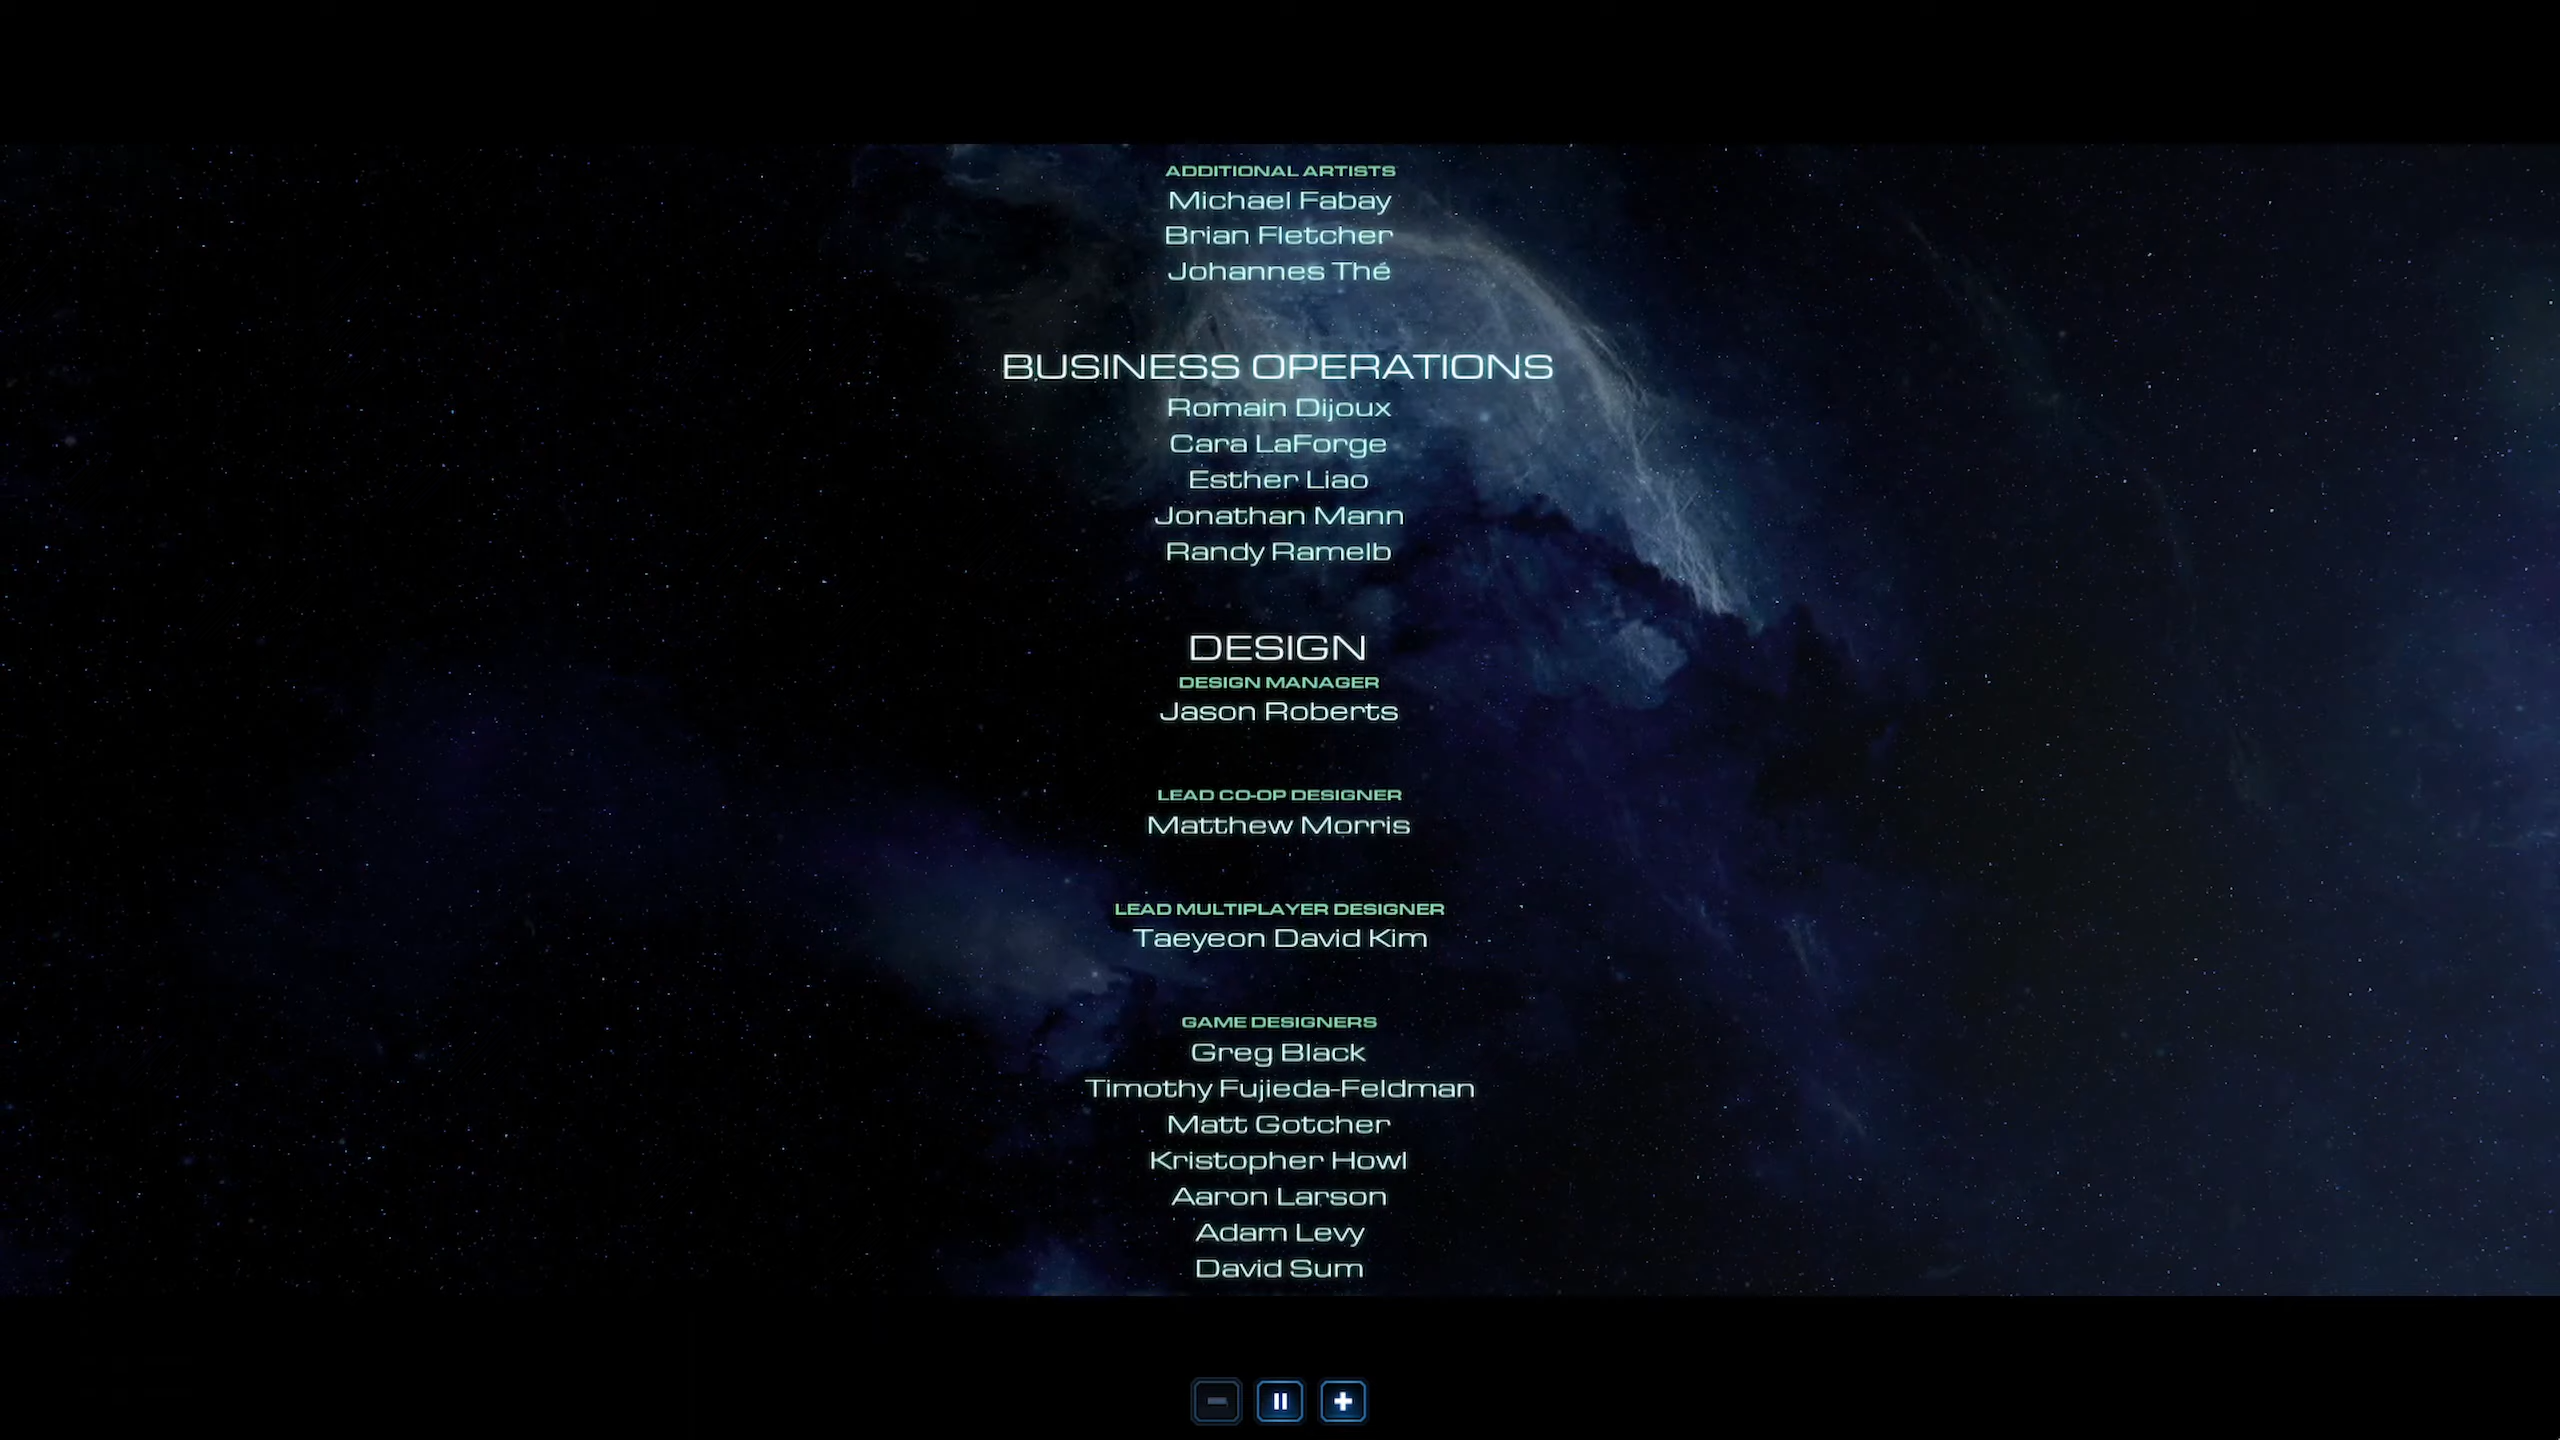 ADDITIONAL ARTISTS
Michael Fabay
Brian Fletcher
Johannes Thé
BUSINESS OPERATIONS
Romain Dijoux
Cara LaForge
Esther Liao
Jonathan Mann
Randy Ramelb
DESIGN
DESIGN MANAGER
Jason Roberts
LEAD CO-OP DESIGNER
Matthew Morris
LEAD MULTIPLAYER DESIGNER
Taeyeon David Kim
GAME DESIGNERS
Greg Black
Timothy Fujieda-Feldman
Matt Gotcher
Kristopher Howl
Aaron Larson
Adam Levy
David Sum